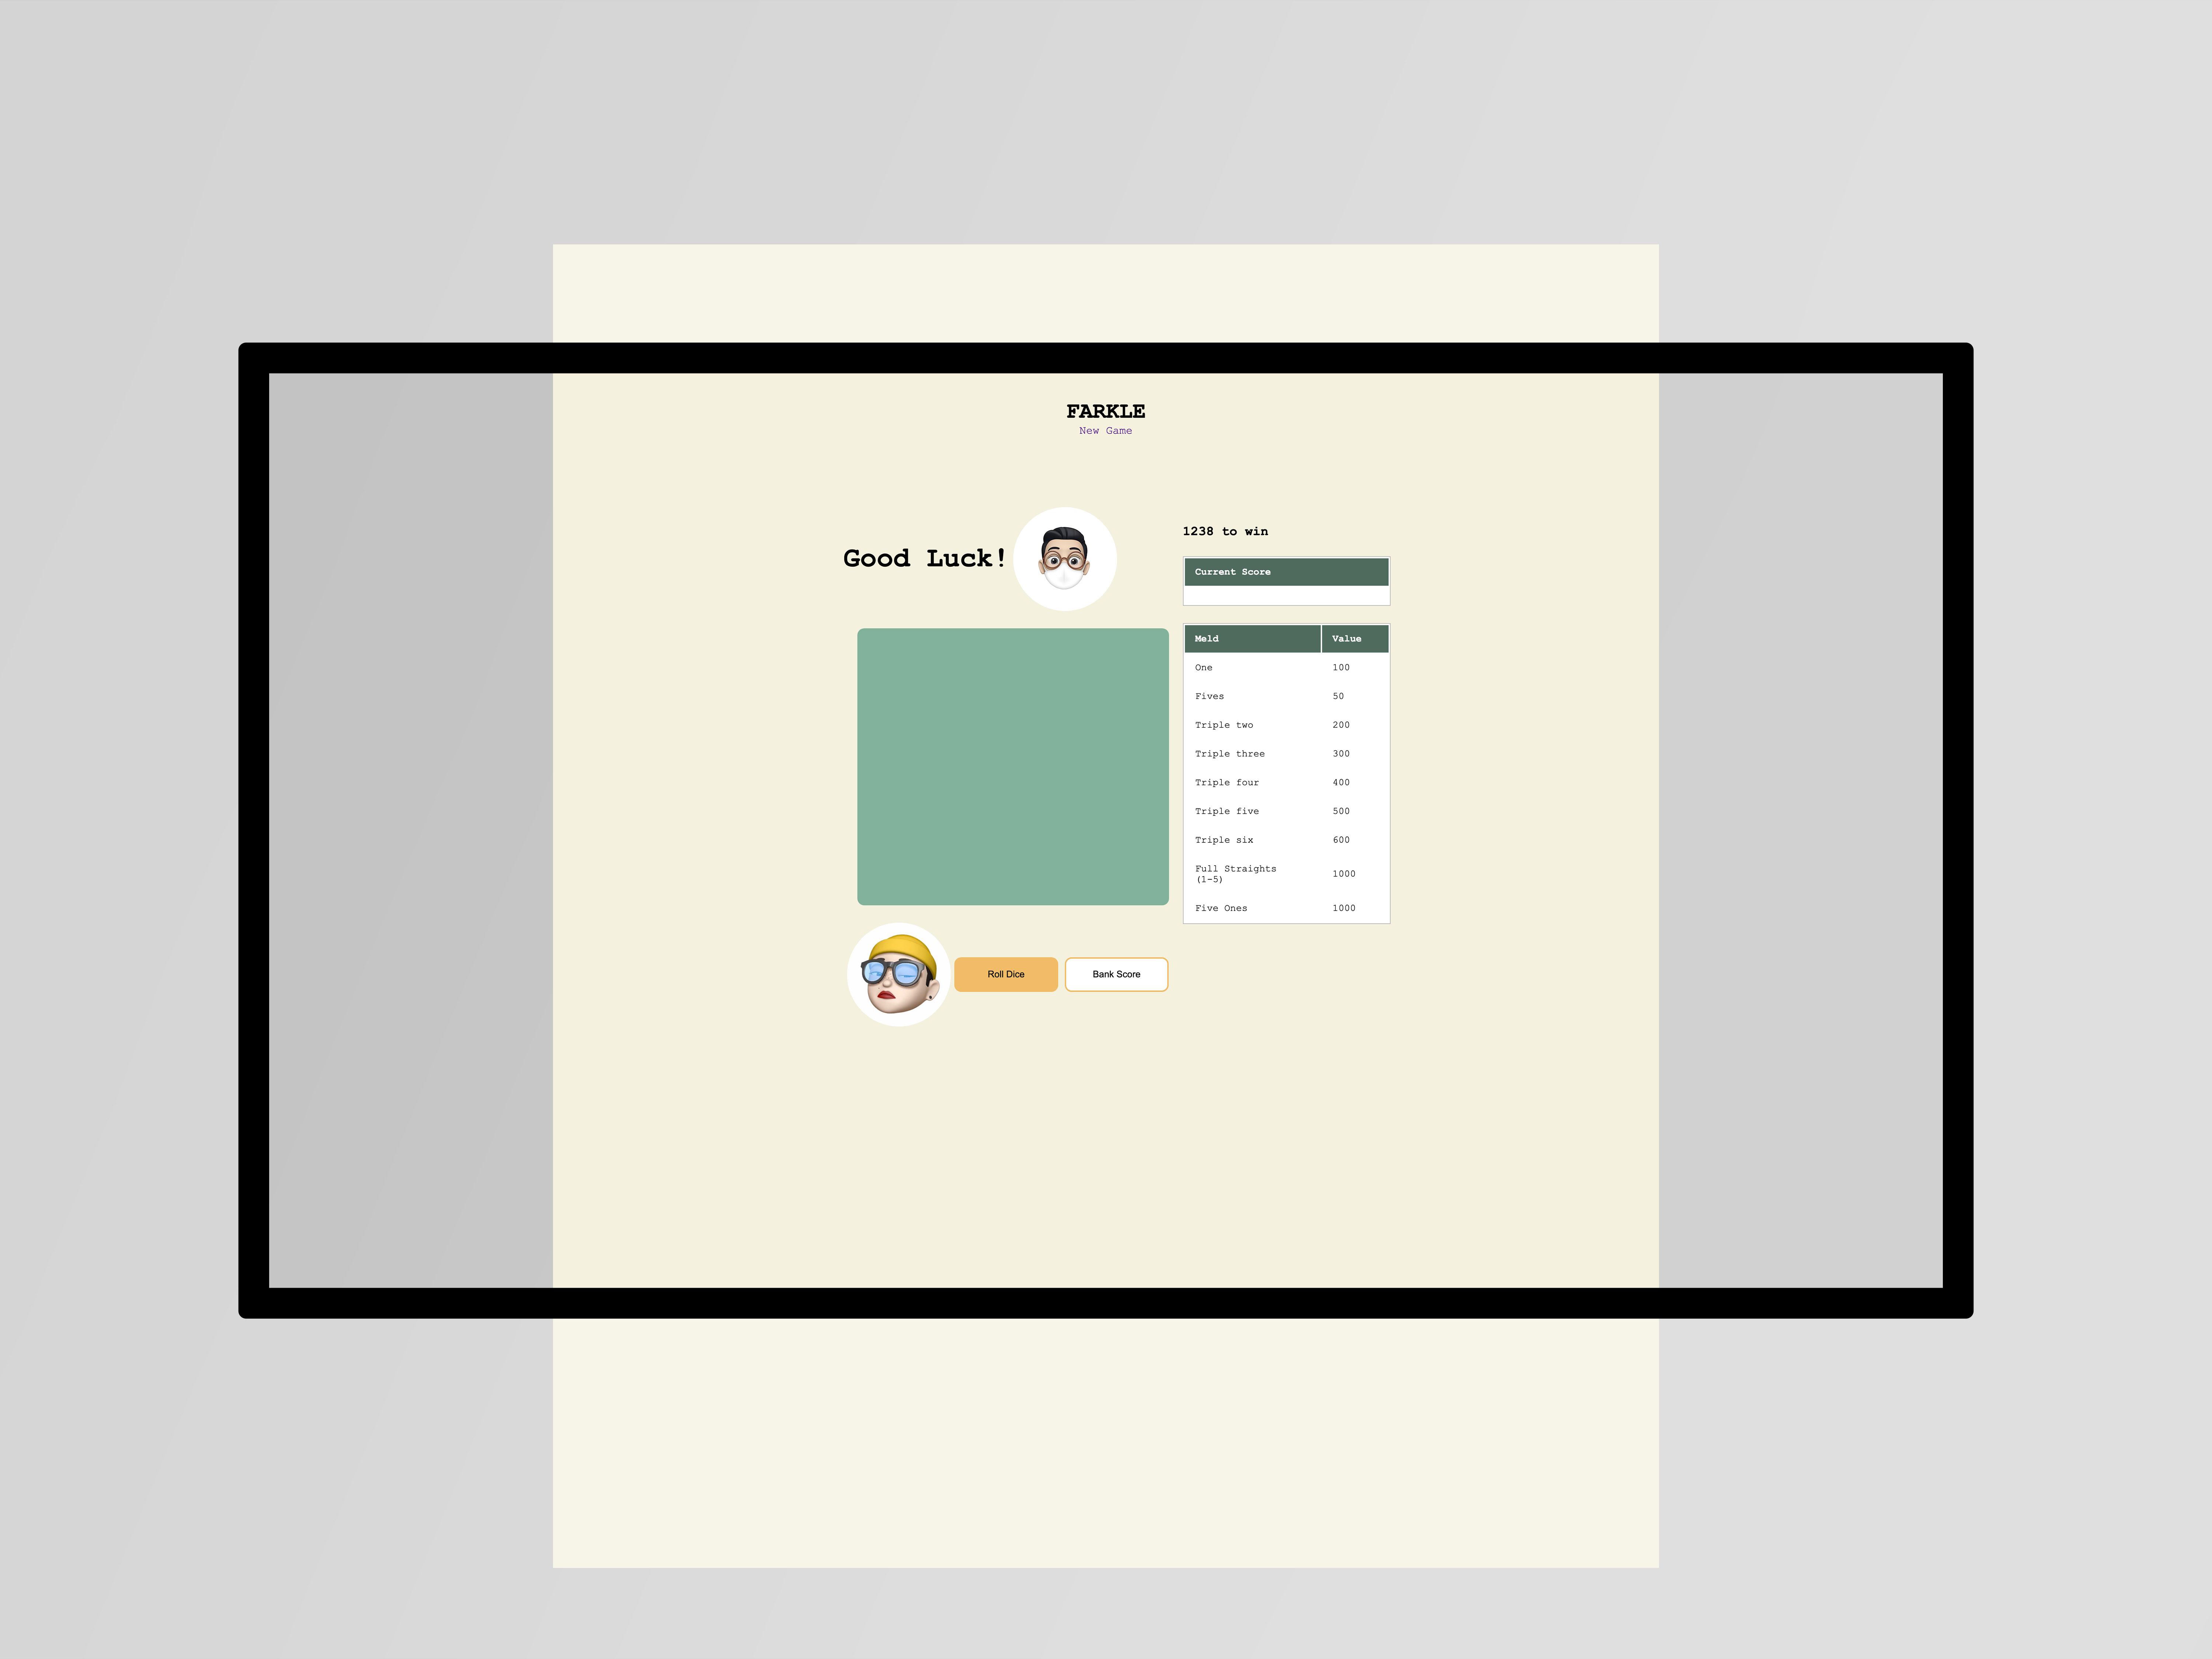 FARKLE
New Game
Good Luck!
1238 to win
Current Score
Meld Value
One 100
Fives 50
Triple two 200
Triple three 300
Triple four 400
Triple five 500
Triple six 600
Full Straights
(1-5) 1000
Five Ones 1000
Roll Dice
Bank Score